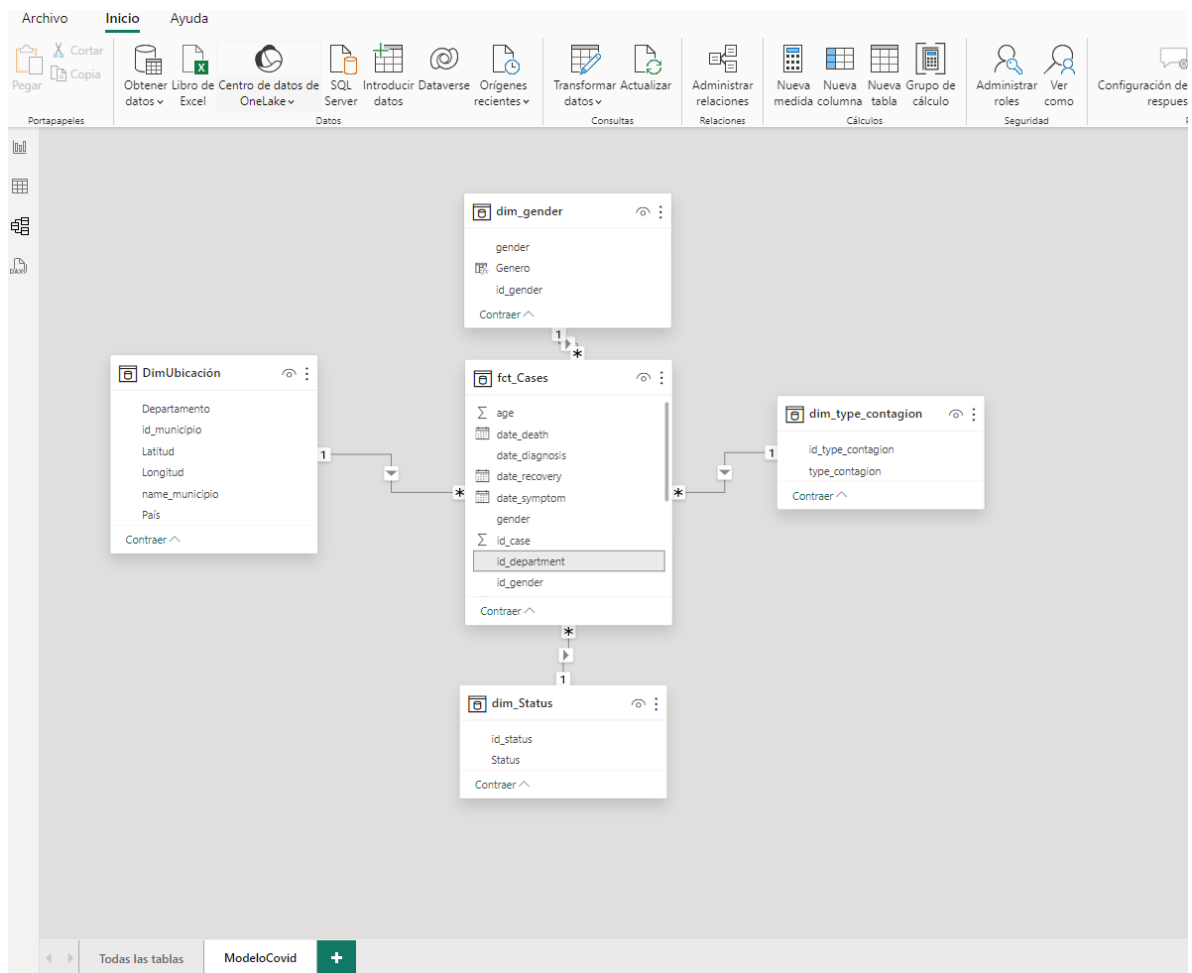 Archivo Inicio Ayuda
Pegar
Cortar
Copia
Portapapeles
Obtener datos
Libro de Excel
Centro de datos de OneLake
SQL Server
Introducir datos
Dataverse
Orígenes recientes
Datos
Transformar datos
Actualizar
Consultas
Administrar relaciones
Relaciones
Nueva medida
Nueva columna
Nueva tabla
Grupo de cálculo
Cálculos
Administrar roles
Ver como
Seguridad
Configuración de
respues
DAX
dim_gender
gender
Genero
id_gender
Contraer
1
*
DimUbicación
Departamento
id_municipio
Latitud
Longitud
name_municipio
País
Contraer
1
*
fct_Cases
age
date_death
date_diagnosis
date_recovery
date_symptom
gender
id_case
id_department
id_gender
Contraer
dim_type_contagion
id_type_contagion
type_contagion
Contraer
1
*
*
1
dim_Status
id_status
Status
Contraer
Todas las tablas ModeloCovid +